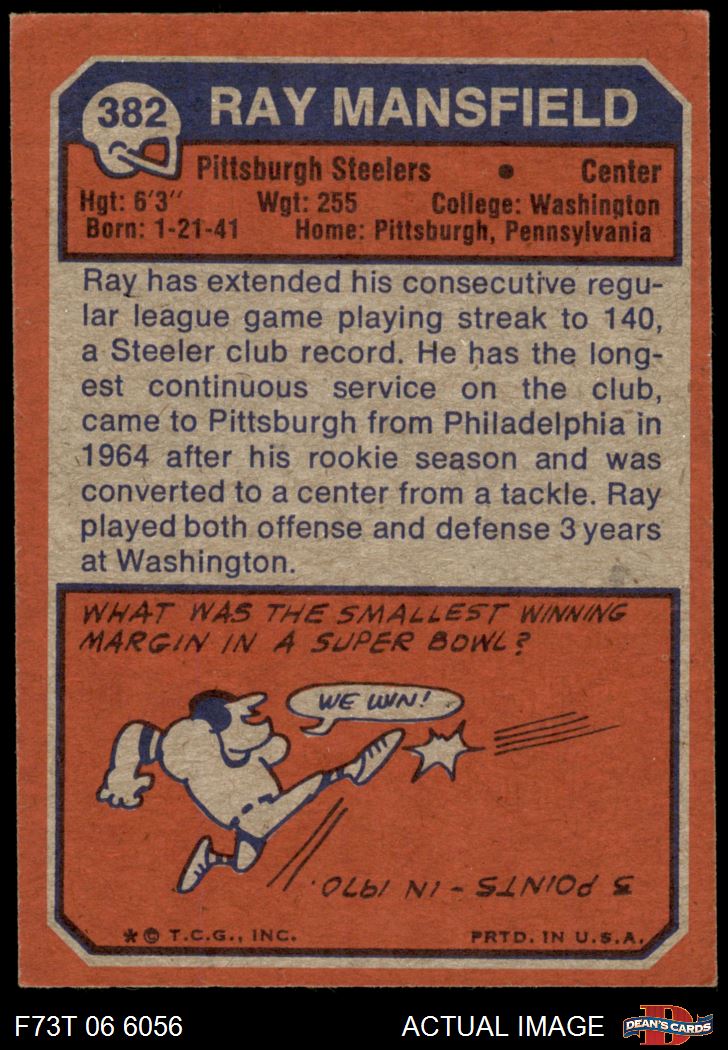 382 RAY MANSFIELD
Pittsburgh Steelers • Center
Hgt: 6'3" Wgt: 255 College: Washington
Born: 1-21-41 Home: Pittsburgh, Pennsylvania
Ray has extended his consecutive regu-
lar league game playing streak to 140,
a Steeler club record. He has the long-
est continuous service on the club,
came to Pittsburgh from Philadelphia in
1964 after his rookie season and was
converted to a center from a tackle. Ray
played both offense and defense 3 years
at Washington.
WHAT WAS THE SMALLEST WINNING
MARGIN IN A SUPER BOWL?
WE WIN!
3 POINTS - IN 1970.
* © T.C.G., INC. PRTD. IN U.S.A.
F73T 06 6056 ACTUAL IMAGE D DEAN'S CARDS